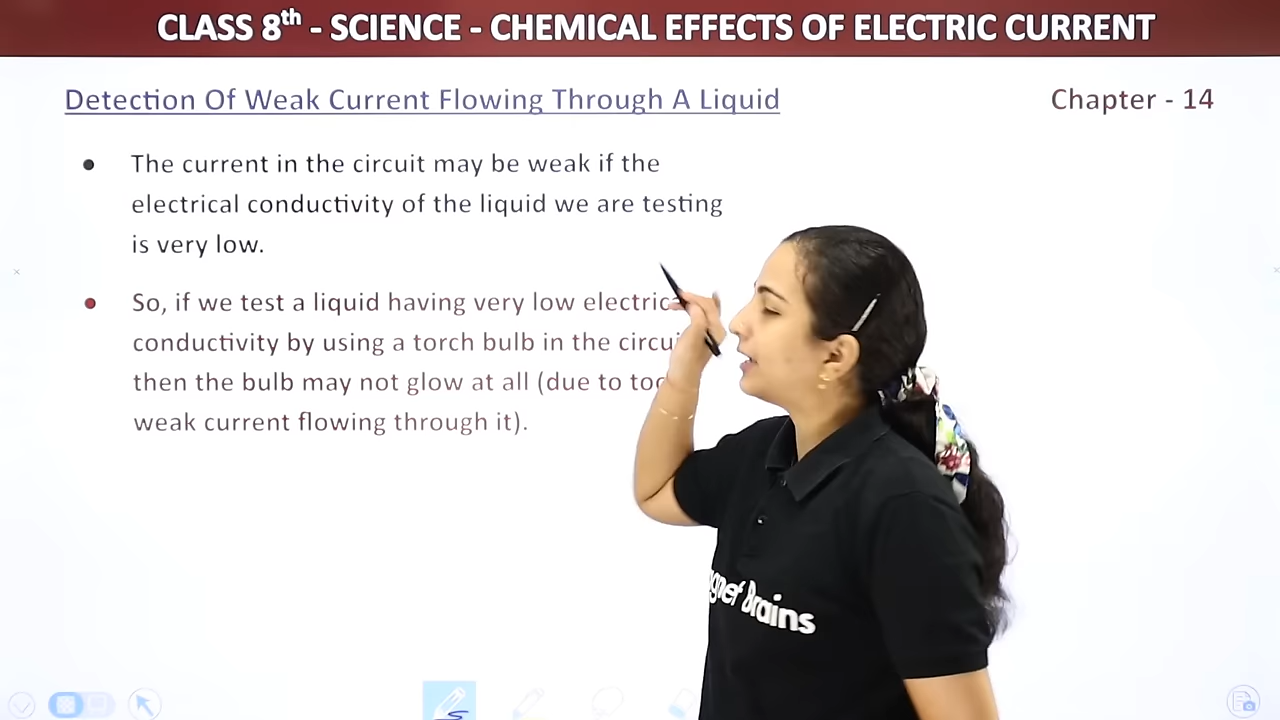 CLASS 8th - SCIENCE - CHEMICAL EFFECTS OF ELECTRIC CURRENT
Detection Of Weak Current Flowing Through A Liquid
Chapter - 14
The current in the circuit may be weak if the
electrical conductivity of the liquid we are testing
is very low.
So, if we test a liquid having very low
conductivity by using a torch bulb in the
then the bulb may not glow at all (due to
weak current flowing through it).
Brains